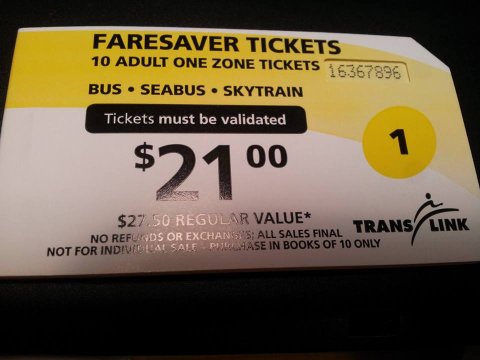 FARESAVER TICKETS
10 ADULT ONE ZONE TICKETS 16367896
BUS • SEABUS • SKYTRAIN
Tickets must be validated
$21 00
1
$27.50 REGULAR VALUE*
NO REFUNDS OR EXCHANGES; ALL SALES FINAL
NOT FOR INDIVIDUAL SALE - PURCHASE IN BOOKS OF 10 ONLY
TRANS LINK